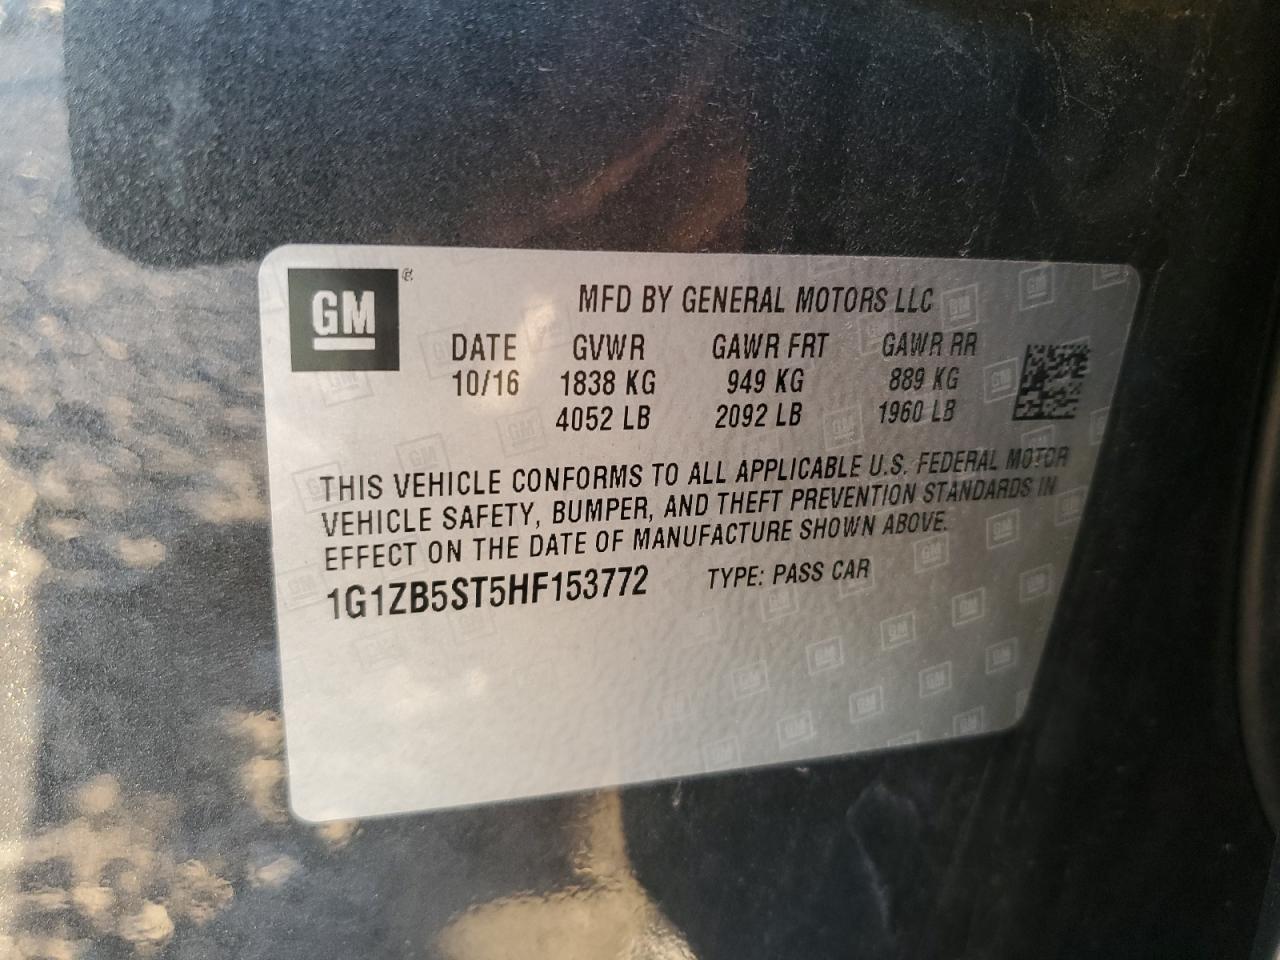 GM®
MFD BY GENERAL MOTORS LLC
DATE GVWR GAWR FRT GAWR RR
10/16 1838 KG 949 KG 889 KG
4052 LB 2092 LB 1960 LB
THIS VEHICLE CONFORMS TO ALL APPLICABLE U.S. FEDERAL MOTOR
VEHICLE SAFETY, BUMPER, AND THEFT PREVENTION STANDARDS IN
EFFECT ON THE DATE OF MANUFACTURE SHOWN ABOVE.
1G1ZB5ST5HF153772 TYPE: PASS CAR